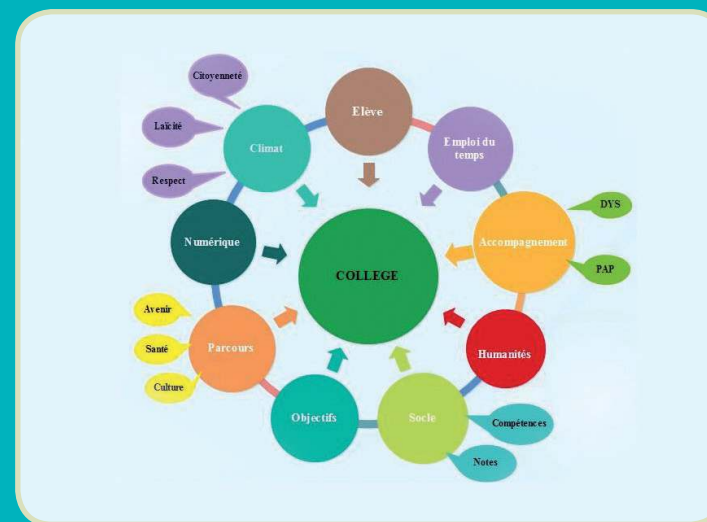 Citoyenneté
Elève
Laïcité
Climat
Emploi du
temps
Respect
DYS
Numérique
Accompagnement
COLLEGE
PAP
Avenir
Santé
Parcours
Humanités
Culture
Objectifs
Socle
Compétences
Notes